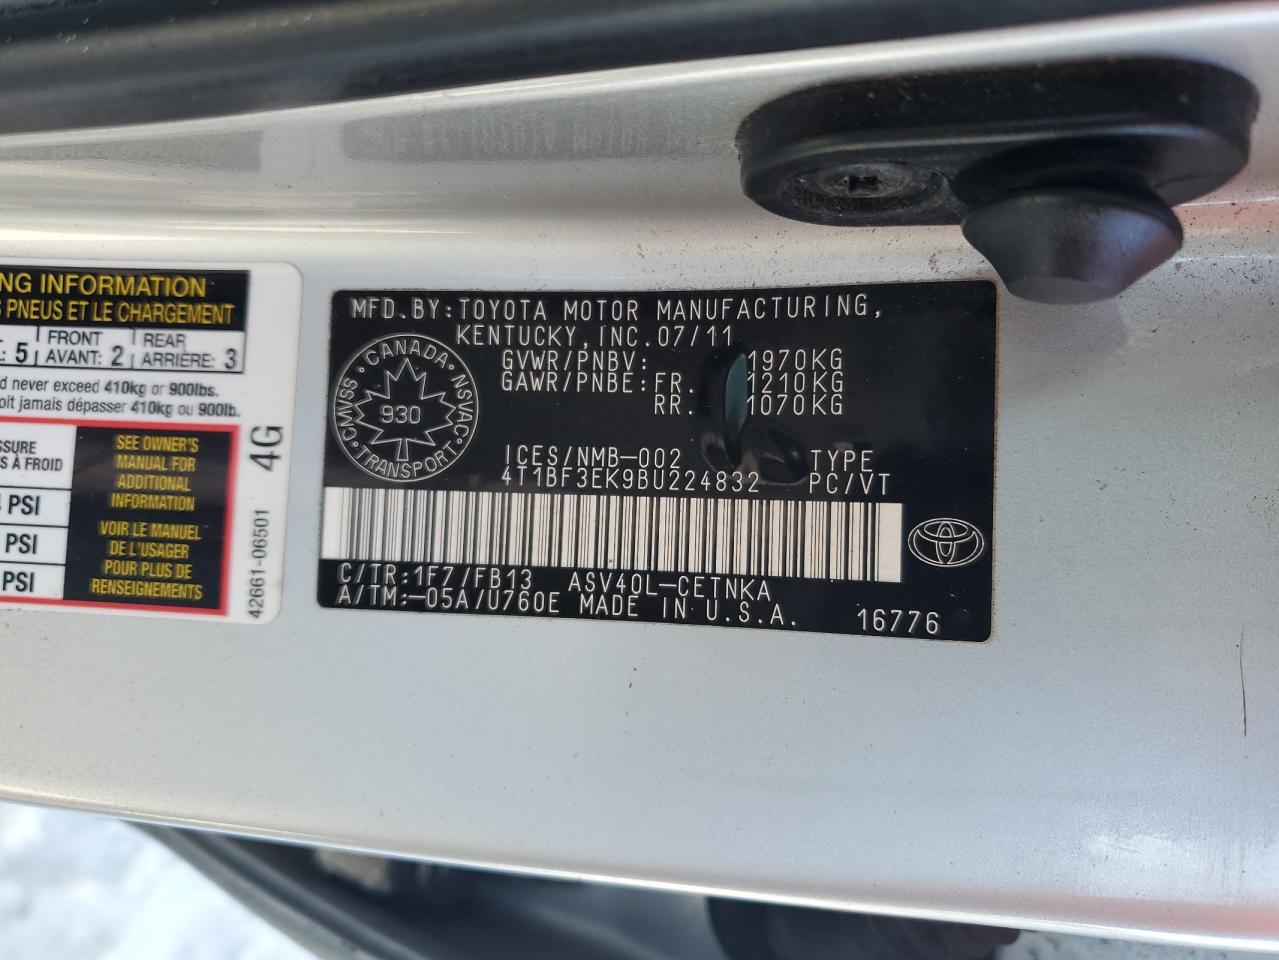 NG INFORMATION
PNEUS ET LE CHARGEMENT
: 5 FRONT AVANT: 2 REAR ARRIÈRE: 3
d never exceed 410kg or 900lbs.
oit jamais dépasser 410kg ou 900lb.
SSURE
S À FROID
PSI
PSI
PSI
SEE OWNER'S
MANUAL FOR
ADDITIONAL
INFORMATION
VOIR LE MANUEL
DE L'USAGER
POUR PLUS DE
RENSEIGNEMENTS
4G
42661-06501
MFD.BY:TOYOTA MOTOR MANUFACTURING,
KENTUCKY,INC.07/11
GVWR/PNBV: 1970KG
GAWR/PNBE:FR. 1210KG
RR. 1070KG
CANADA
CMVSS NSVAC
930
TRANSPORT
ICES/NMB-002 TYPE
4T1BF3EK9BU224832 PC/VT
C/TR:1F7/FB13 ASV40L-CETNKA
A/TM:-05A/U760E MADE IN U.S.A. 16776